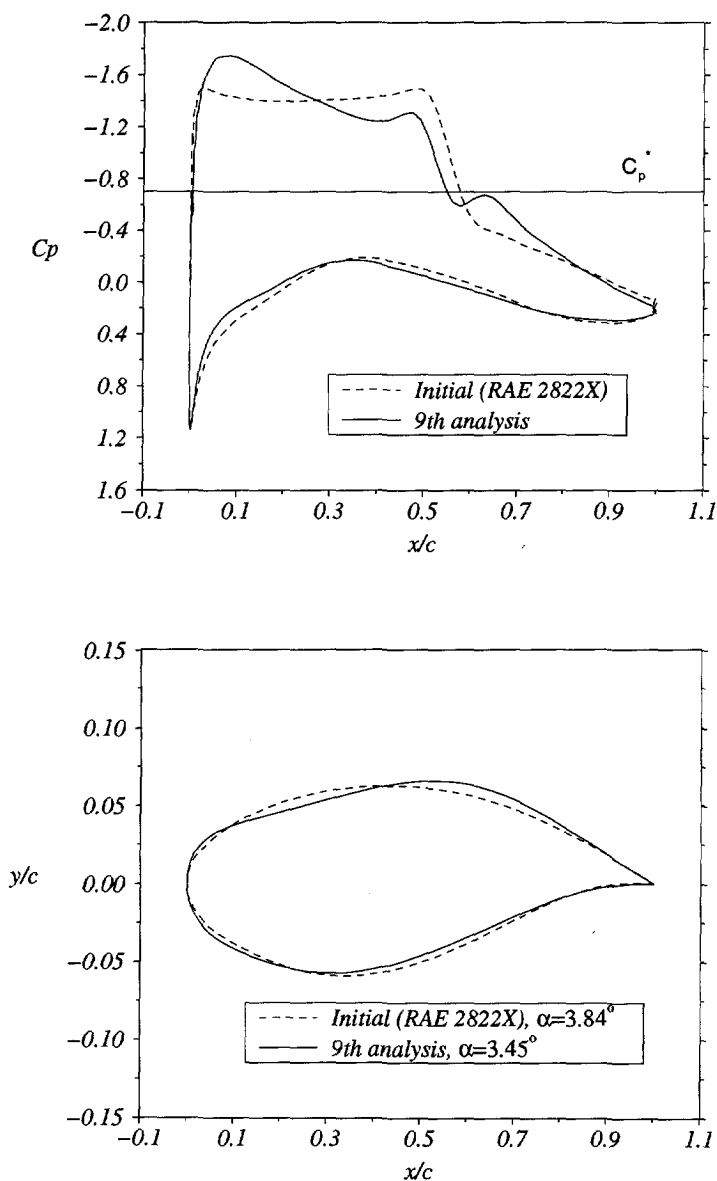 −2.0
−1.6
−1.2
−0.8
−0.4
0.0
0.4
0.8
1.2
1.6
Cp
Cp*
Initial (RAE 2822X)
9th analysis
−0.1 0.1 0.3 0.5 0.7 0.9 1.1
x/c
0.15
0.10
0.05
0.00
−0.05
−0.10
−0.15
y/c
Initial (RAE 2822X), α=3.84°
9th analysis, α=3.45°
−0.1 0.1 0.3 0.5 0.7 0.9 1.1
x/c